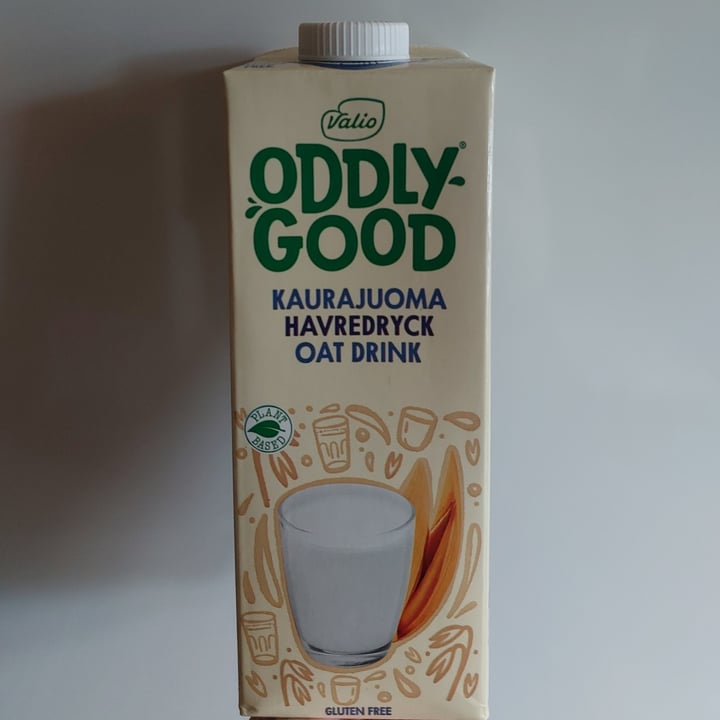 Valio
ODDLY-
GOOD
®
KAURAJUOMA
HAVREDRYCK
OAT DRINK
PLANT
BASED
GLUTEN FREE